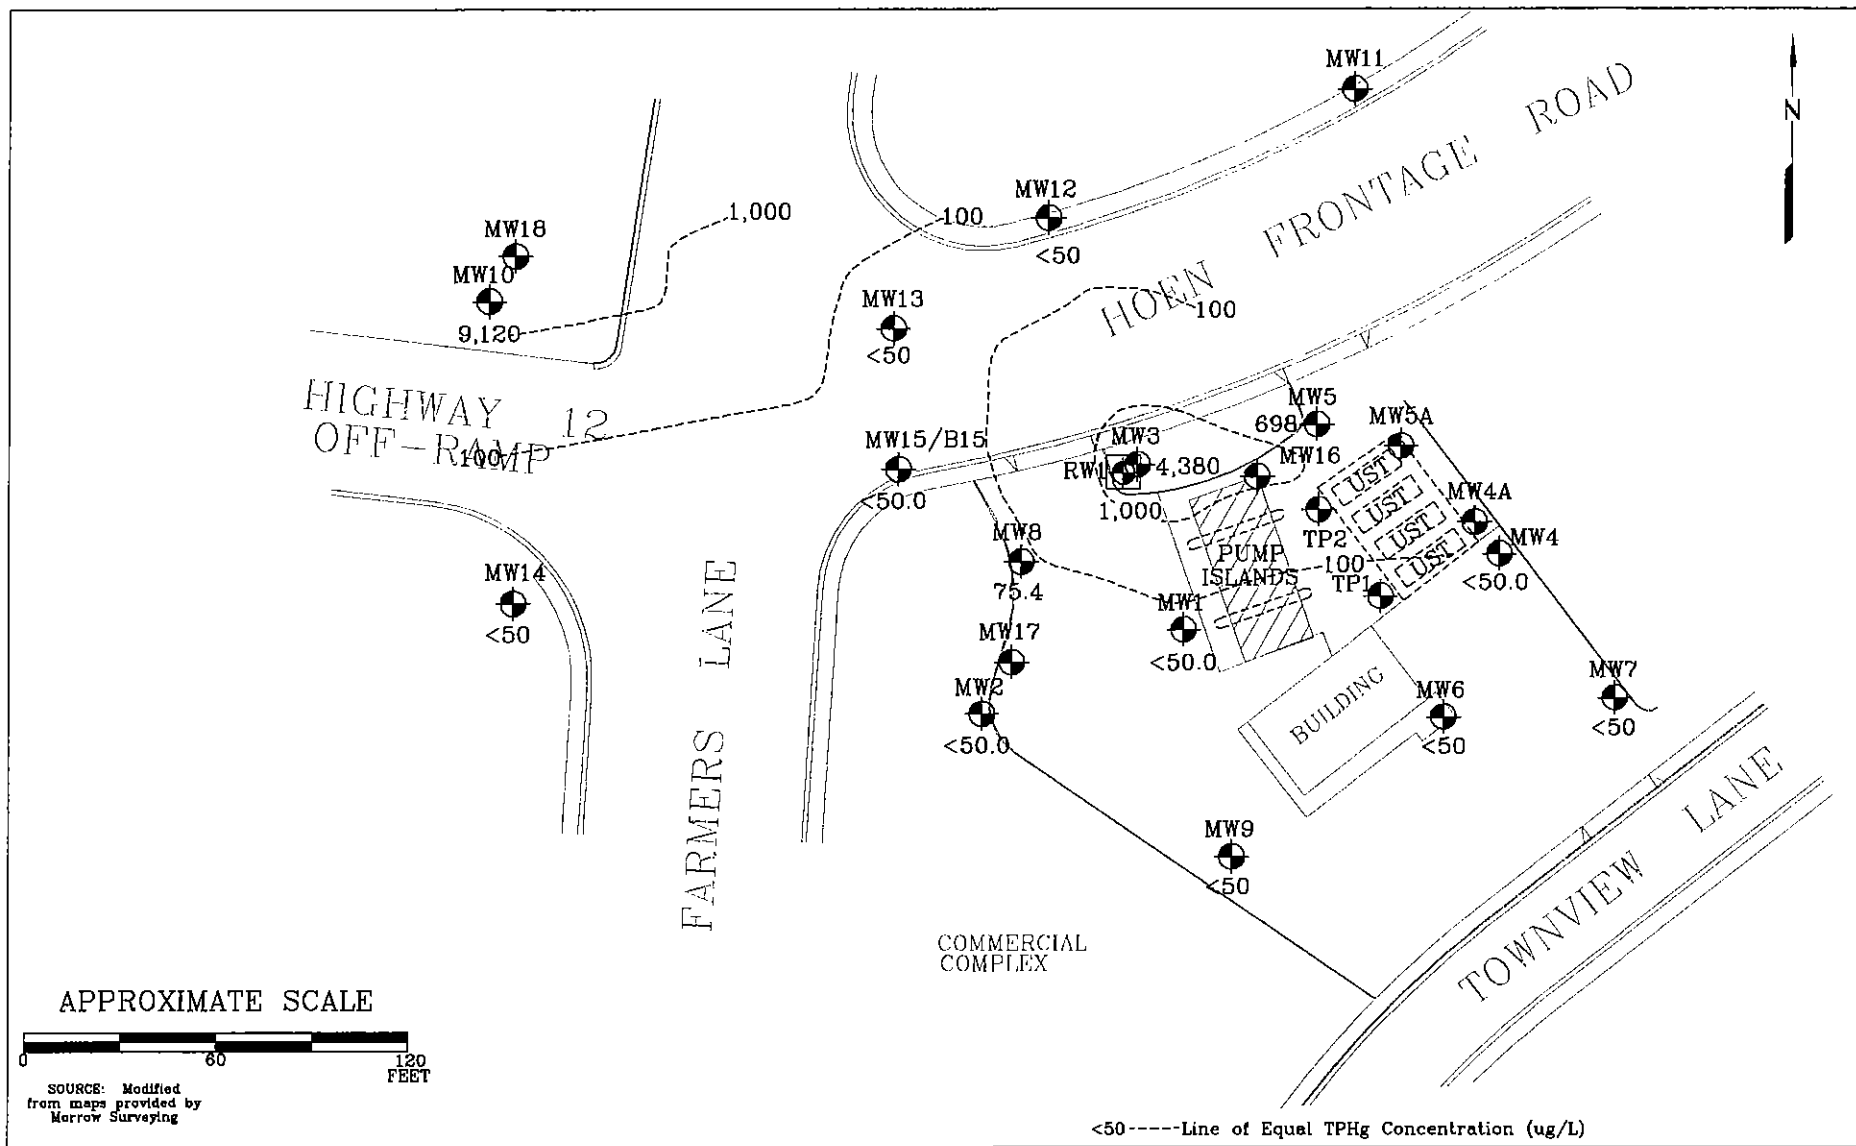 MW11
N
HOEN FRONTAGE ROAD
MW12
<50
1,000
100
MW18
MW10
9,120
MW13
<50
100
HIGHWAY 12
OFF-RAMP
100
MW15/B15
<50.0
MW5
698
MW5A
MW3
RW1
4,380
MW16
1,000
UST
UST
UST
UST
MW4A
TP2
MW4
<50.0
MW8
75.4
PUMP
ISLANDS
100
TP1
MW14
<50
MW1
<50.0
MW17
MW2
<50.0
FARMERS LANE
BUILDING
MW6
<50
MW7
<50
MW9
<50
TOWNVIEW LANE
COMMERCIAL
COMPLEX
APPROXIMATE SCALE
0 60 120
FEET
SOURCE: Modified
from maps provided by
Morrow Surveying
<50-----Line of Equal TPHg Concentration (ug/L)